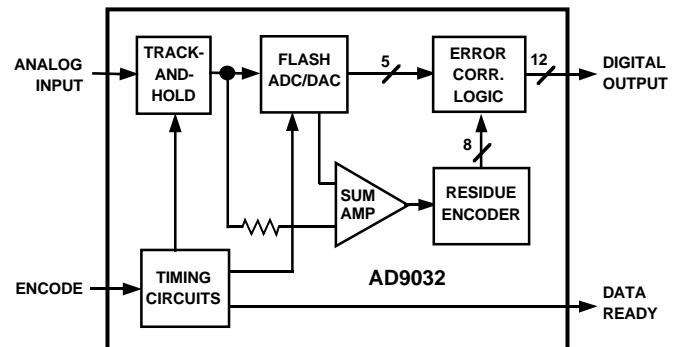 ANALOG
INPUT
TRACK-
AND-
HOLD
FLASH
ADC/DAC
5
ERROR
CORR.
LOGIC
12
DIGITAL
OUTPUT
8
SUM
AMP
RESIDUE
ENCODER
ENCODE
TIMING
CIRCUITS
AD9032
DATA
READY